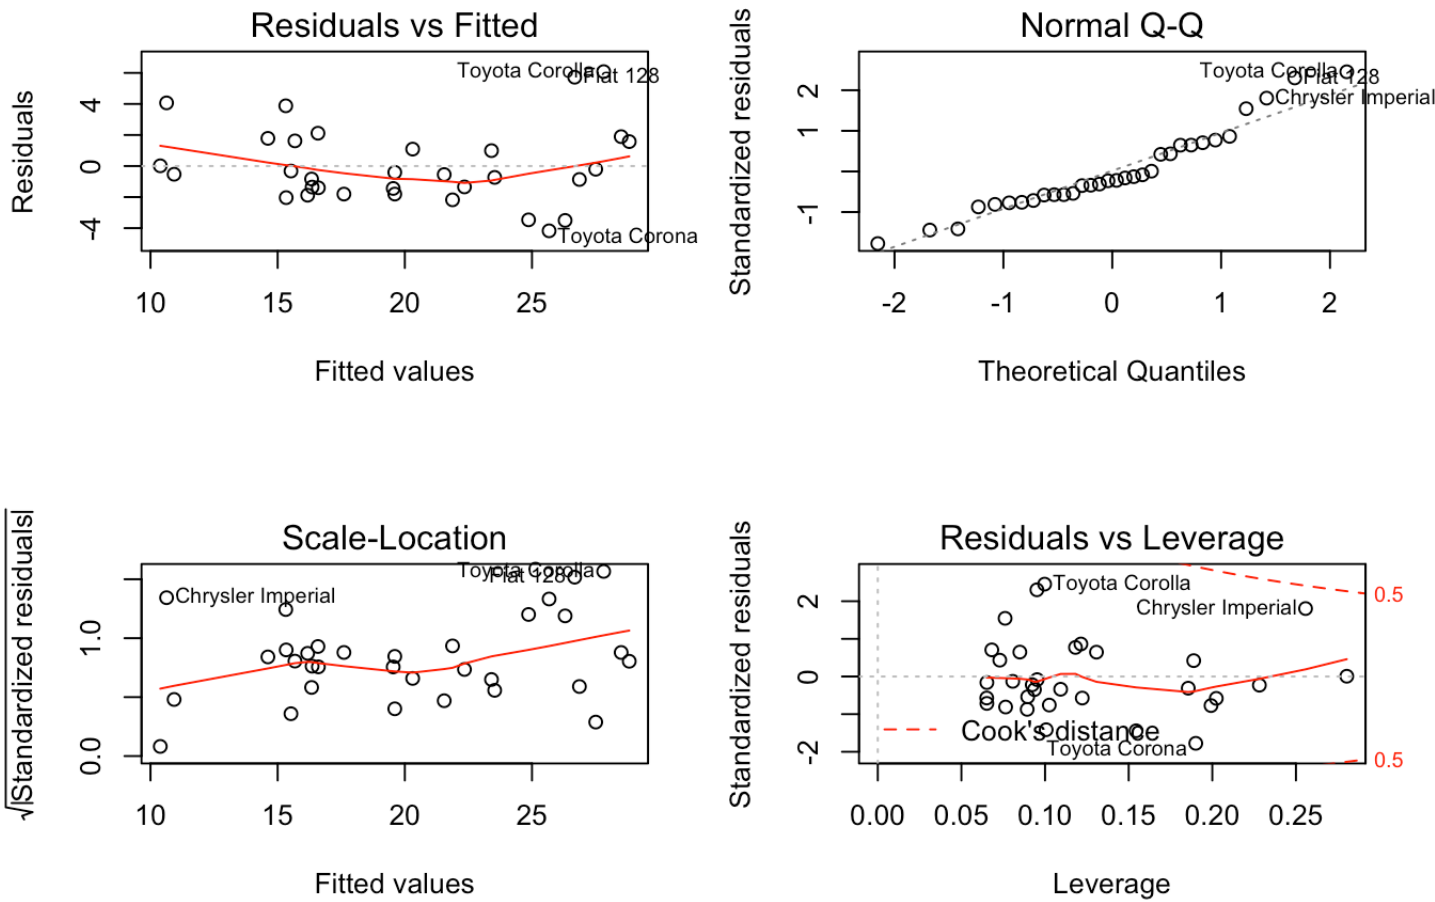 Residuals vs Fitted
Residuals
4
0
-4
Toyota Corolla
Fiat 128
Toyota Corona
10 15 20 25
Fitted values
Normal Q-Q
Standardized residuals
2
1
-1
Toyota Corolla
Fiat 128
Chrysler Imperial
-2 -1 0 1 2
Theoretical Quantiles
Scale-Location
√|Standardized residuals|
1.0
0.0
Toyota Corolla
Fiat 128
Chrysler Imperial
10 15 20 25
Fitted values
Residuals vs Leverage
Standardized residuals
2
0
-2
Toyota Corolla
Chrysler Imperial
0.5
Cook's distance
Toyota Corona
0.5
0.00 0.05 0.10 0.15 0.20 0.25
Leverage